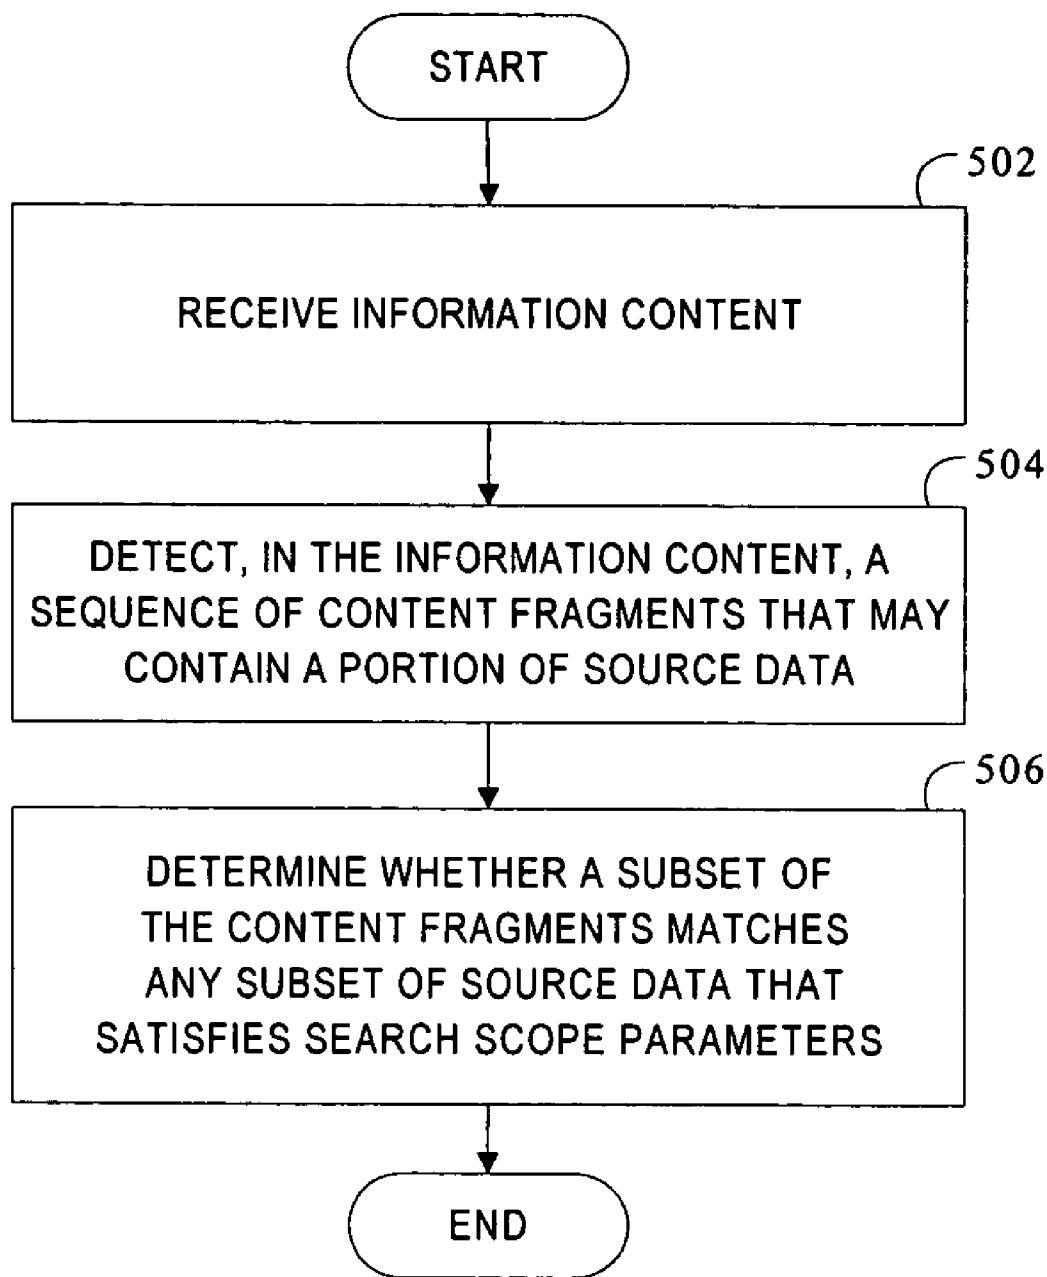 START
502
RECEIVE INFORMATION CONTENT
504
DETECT, IN THE INFORMATION CONTENT, A
SEQUENCE OF CONTENT FRAGMENTS THAT MAY
CONTAIN A PORTION OF SOURCE DATA
506
DETERMINE WHETHER A SUBSET OF
THE CONTENT FRAGMENTS MATCHES
ANY SUBSET OF SOURCE DATA THAT
SATISFIES SEARCH SCOPE PARAMETERS
END